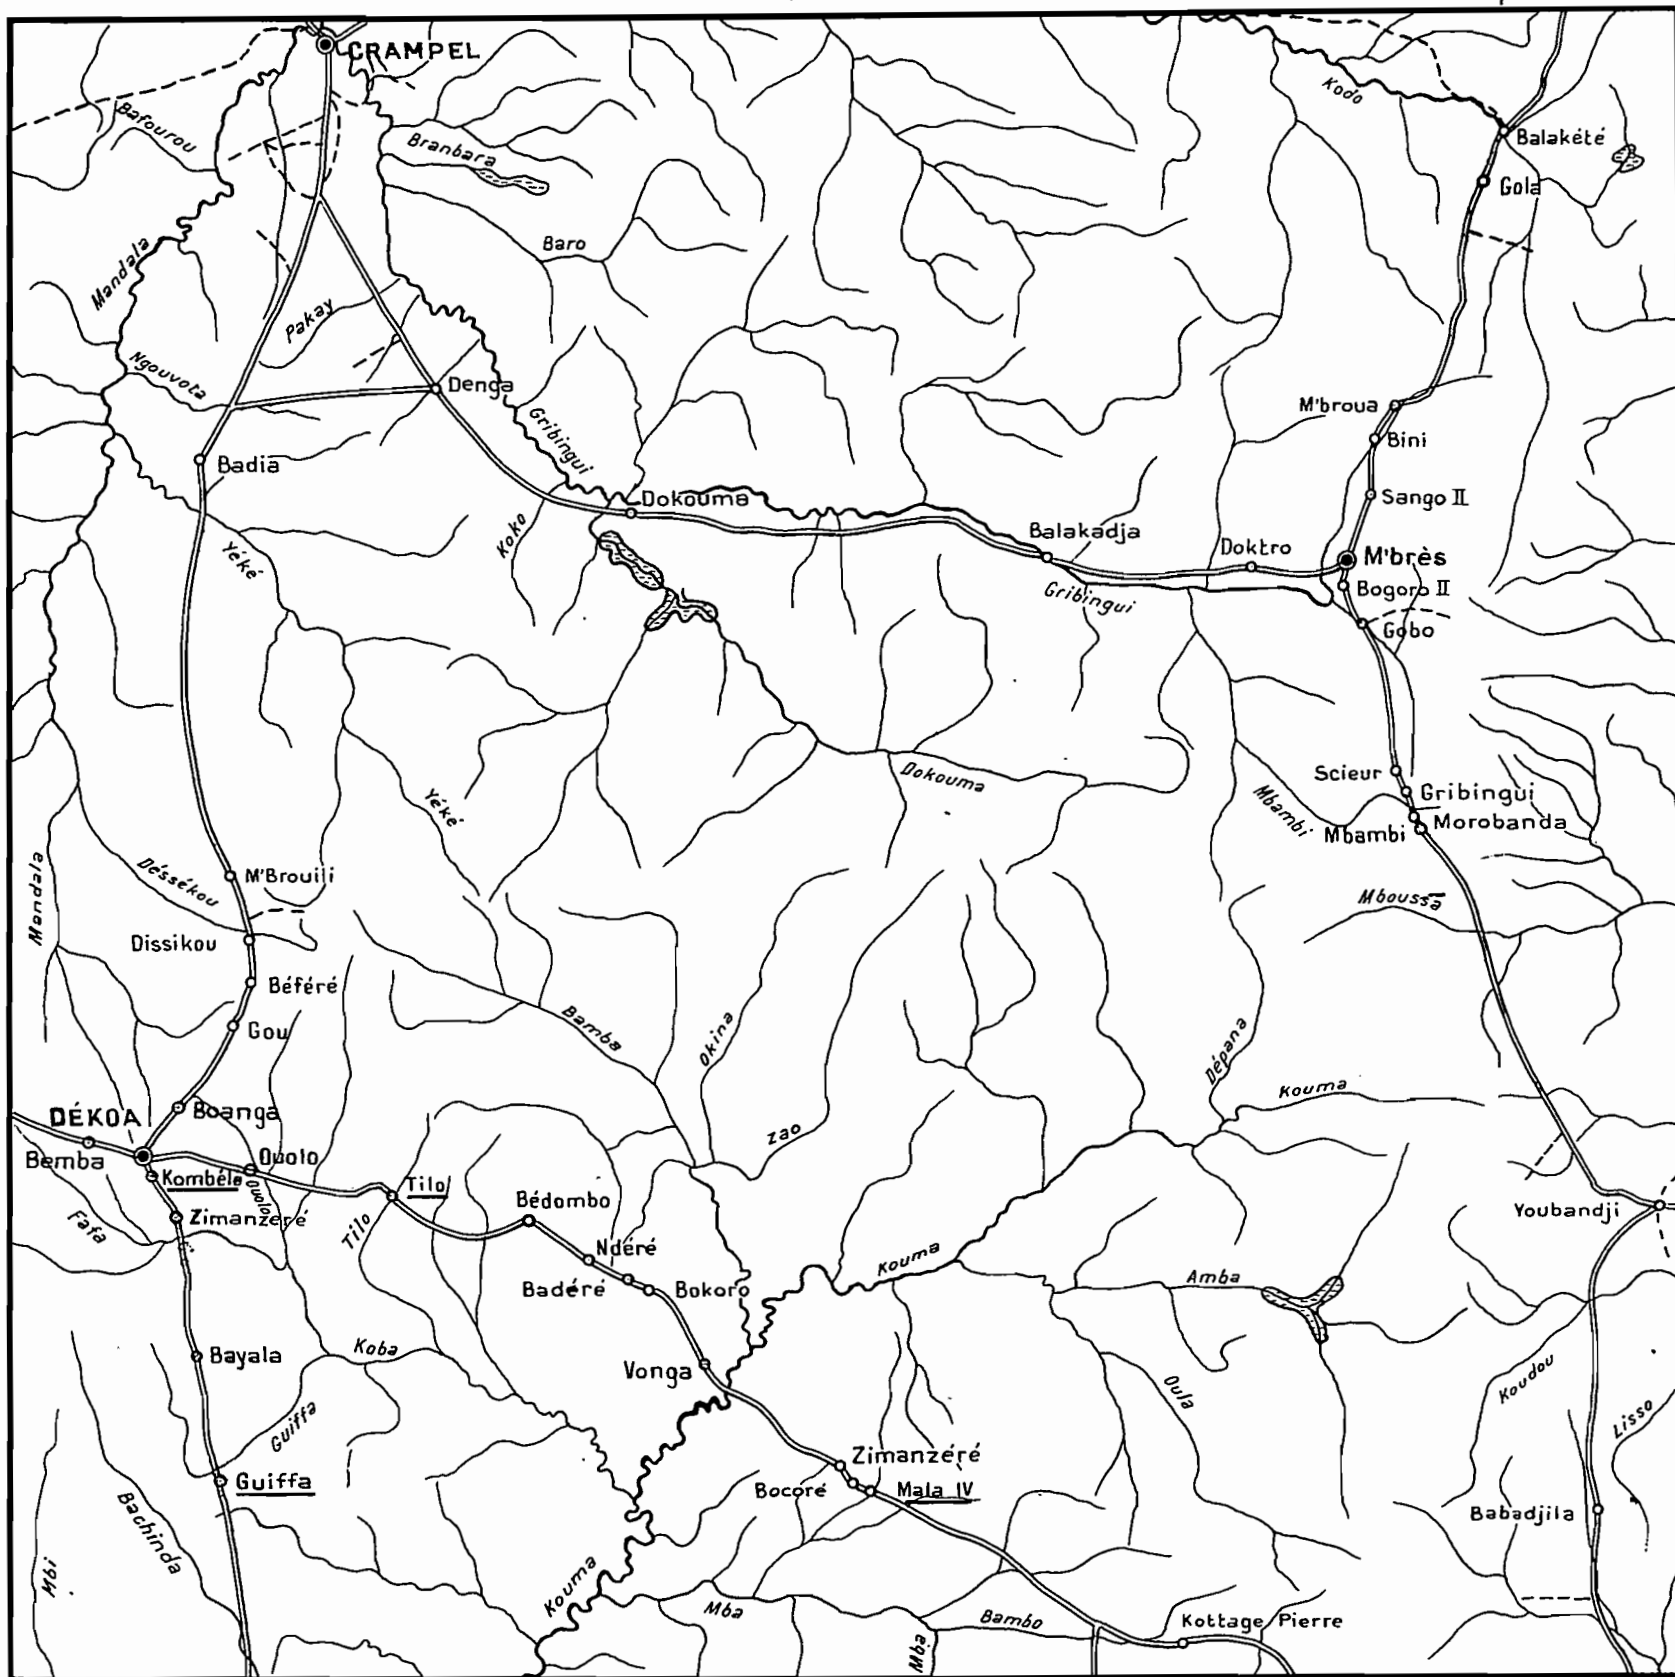 CRAMPEL
Kodo
Bafourou
Balakété
Branbara
Gola
Baro
Mandala
Pakay
Ngouvota
Denga
M'broua
Gribingui
Bini
Badia
Dokouma
Sango II
Koko
Balakadja
Doktro
M'brès
Yéké
Gribingui
Bogoro II
Gobo
Dokouma
Scieur
Gribingui
Yéké
Mbambi
Morobanda
Mbambi
Mandala
Déssékou
M'Brouili
Mboussa
Dissikou
Béféré
Gou
Bamba
Okina
Dépana
Kouma
DÉKOA
Boanga
Zao
Bemba
Ouolo
Kombélo
Ouolo
Tilo
Bédombo
Youbandji
Zimanzeré
Fafa
Tilo
Ndéré
Kouma
Amba
Badéré
Bokoro
Bayala
Koba
Vonga
Oula
Koudou
Lisso
Guiffa
Guiffa
Zimanzéré
Bocoré
Mala IV
Babadjila
Bachinda
Mbi
Kouma
Mba
Bambo
Kottage Pierre
Mba